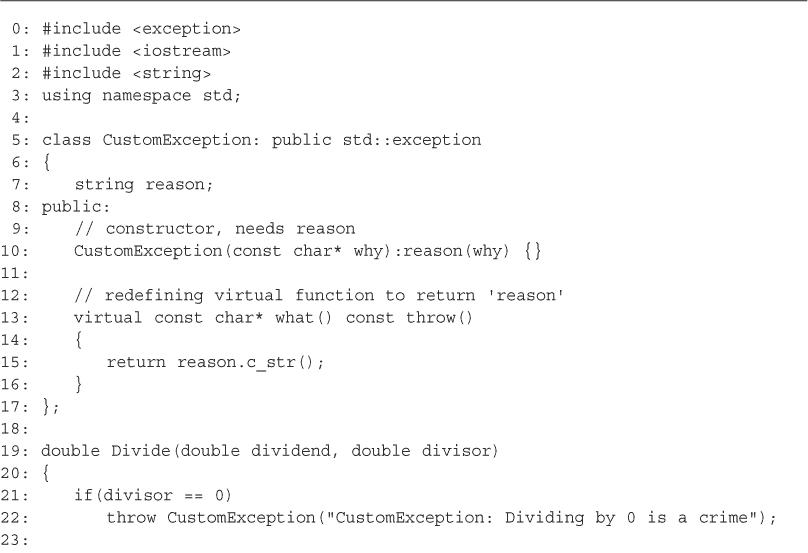 0: #include <exception>
1: #include <iostream>
2: #include <string>
3: using namespace std;
4:
5: class CustomException: public std::exception
6: {
7:    string reason;
8: public:
9:    // constructor, needs reason
10:    CustomException(const char* why):reason(why) {}
11:
12:    // redefining virtual function to return 'reason'
13:    virtual const char* what() const throw()
14:    {
15:       return reason.c_str();
16:    }
17: };
18:
19: double Divide(double dividend, double divisor)
20: {
21:    if(divisor == 0)
22:       throw CustomException("CustomException: Dividing by 0 is a crime");
23: